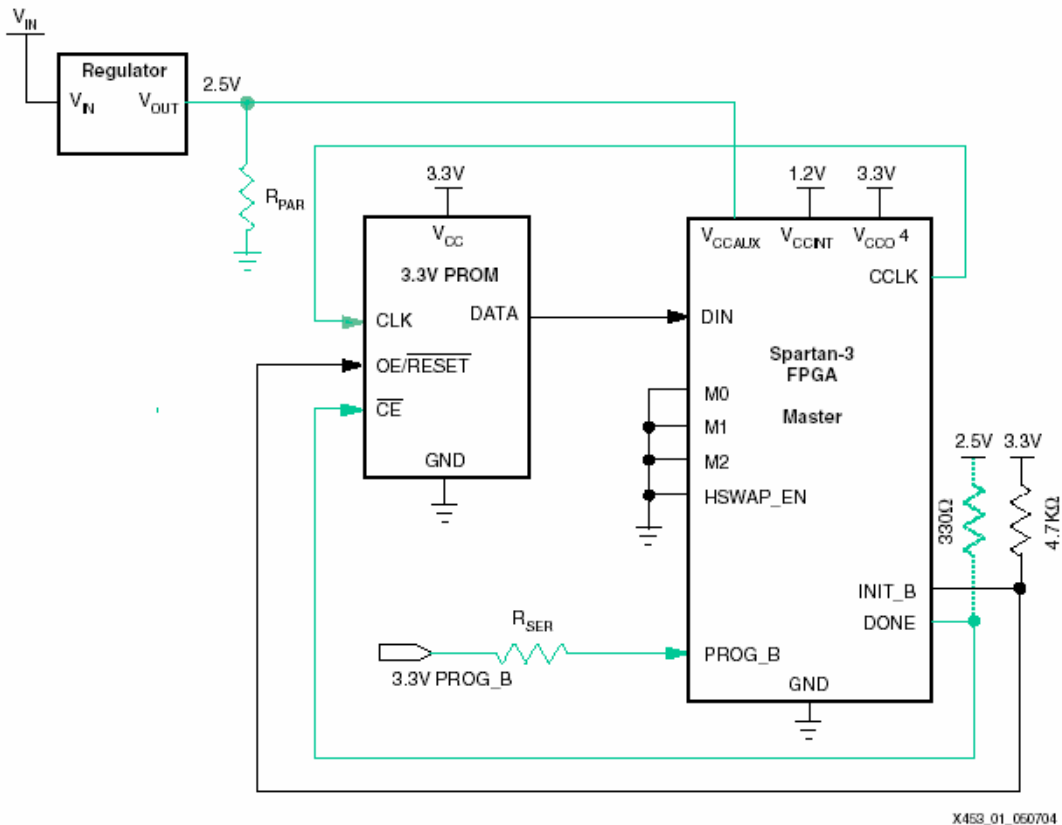 VIN
Regulator
VIN
VOUT
2.5V
RPAR
3.3V
VCC
3.3V PROM
CLK
DATA
OE/RESET
CE
GND
1.2V
3.3V
VCCAUX
VCCINT
VCCO 4
CCLK
DIN
Spartan-3
FPGA
Master
M0
M1
M2
HSWAP_EN
2.5V
3.3V
330Ω
4.7KΩ
INIT_B
DONE
RSER
3.3V PROG_B
PROG_B
GND
X453_01_050704